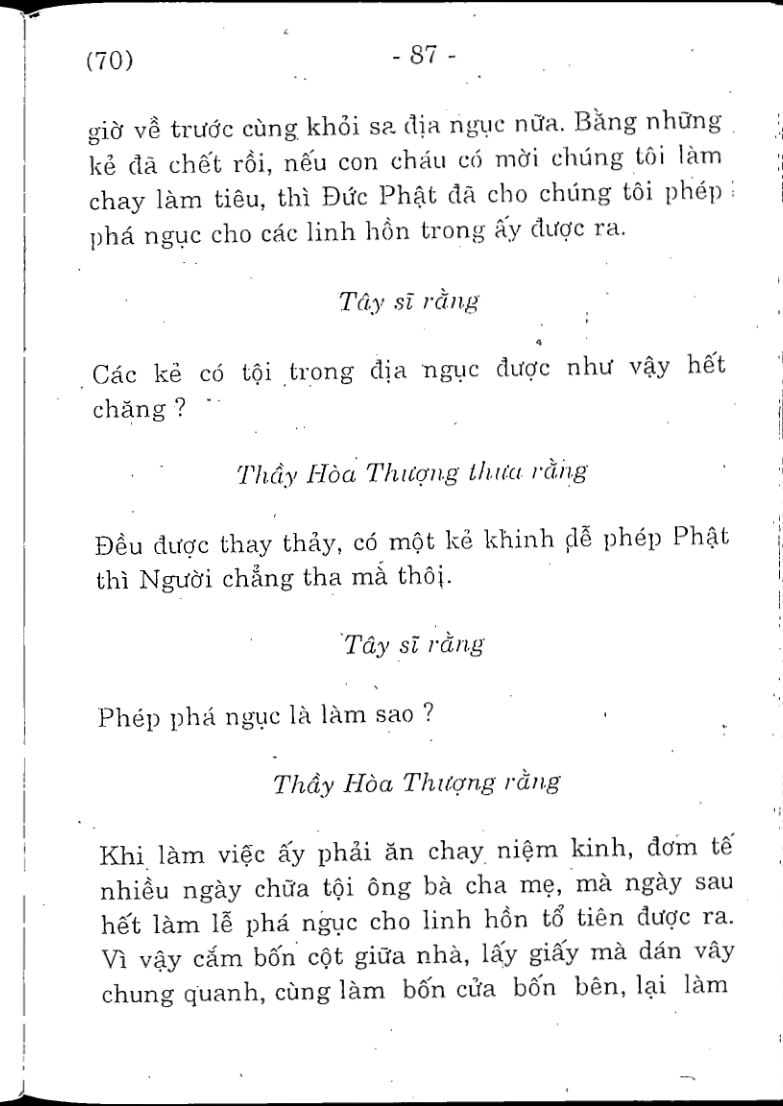 (70)
- 87 -
giờ về trước cùng khỏi sa địa ngục nữa. Bằng những
kẻ đã chết rồi, nếu con cháu có mời chúng tôi làm
chay làm tiêu, thì Đức Phật đã cho chúng tôi phép
phá ngục cho các linh hồn trong ấy được ra.
Tây sĩ rằng
Các kẻ có tội trong địa ngục được như vậy hết
chăng ?
Thầy Hòa Thượng thưa rằng
Đều được thay thảy, có một kẻ khinh dễ phép Phật
thì Người chẳng tha mà thôi.
Tây sĩ rằng
Phép phá ngục là làm sao ?
Thầy Hòa Thượng rằng
Khi làm việc ấy phải ăn chay niệm kinh, đơm tế
nhiều ngày chữa tội ông bà cha mẹ, mà ngày sau
hết làm lễ phá ngục cho linh hồn tổ tiên được ra.
Vì vậy cắm bốn cột giữa nhà, lấy giấy mà dán vây
chung quanh, cùng làm bốn cửa bốn bên, lại làm